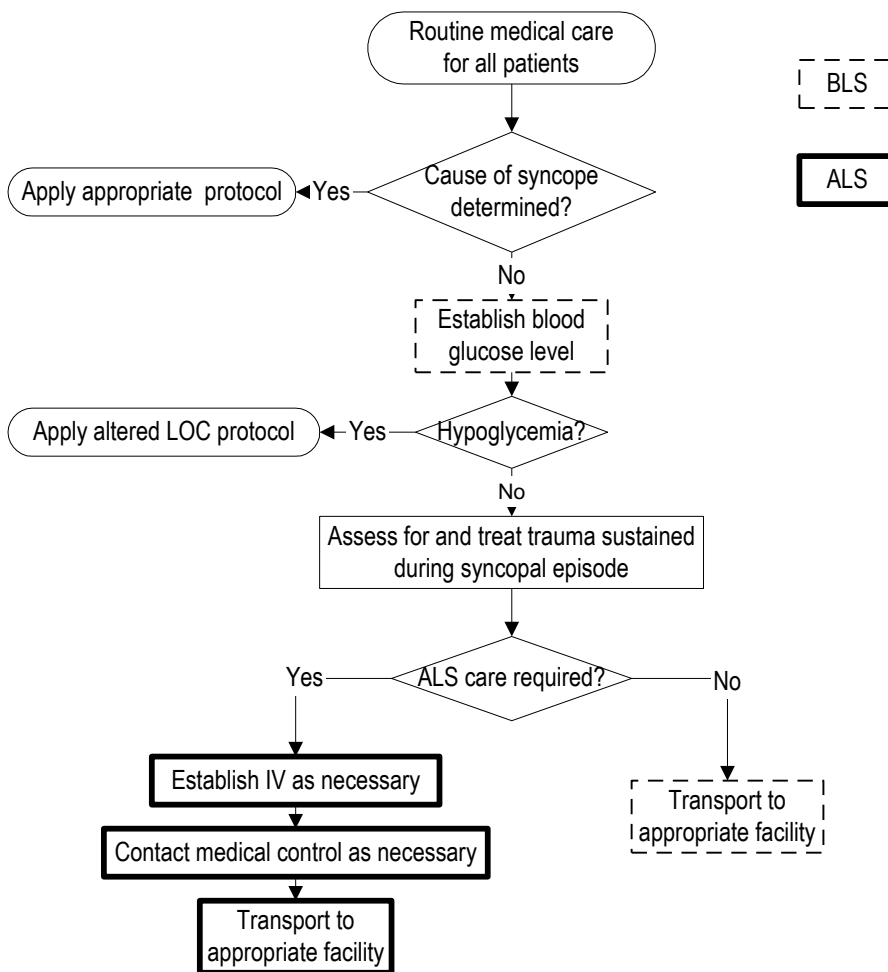 Routine medical care
for all patients
BLS
ALS
Cause of syncope
determined?
Yes
Apply appropriate protocol
No
Establish blood
glucose level
Hypoglycemia?
Yes
Apply altered LOC protocol
No
Assess for and treat trauma sustained
during syncopal episode
ALS care required?
Yes
No
Establish IV as necessary
Contact medical control as necessary
Transport to
appropriate facility
Transport to
appropriate facility